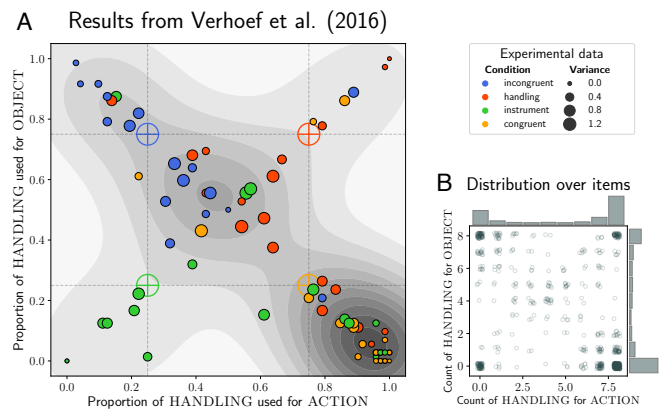 A
Results from Verhoef et al. (2016)
Proportion of HANDLING used for OBJECT
1.0
0.8
0.6
0.4
0.2
0.0
0.0
0.2
0.4
0.6
0.8
1.0
Proportion of HANDLING used for ACTION
Experimental data
Condition
Variance
incongruent
0.0
handling
0.4
instrument
0.8
congruent
1.2
B
Distribution over items
Count of HANDLING for OBJECT
8
6
4
2
0
0.0
2.5
5.0
7.5
Count of HANDLING for ACTION